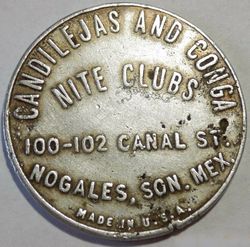 CANDILEJAS AND CONGA
NITE CLUBS
100-102 CANAL ST.
NOGALES, SON. MEX.
MADE IN U.S.A.